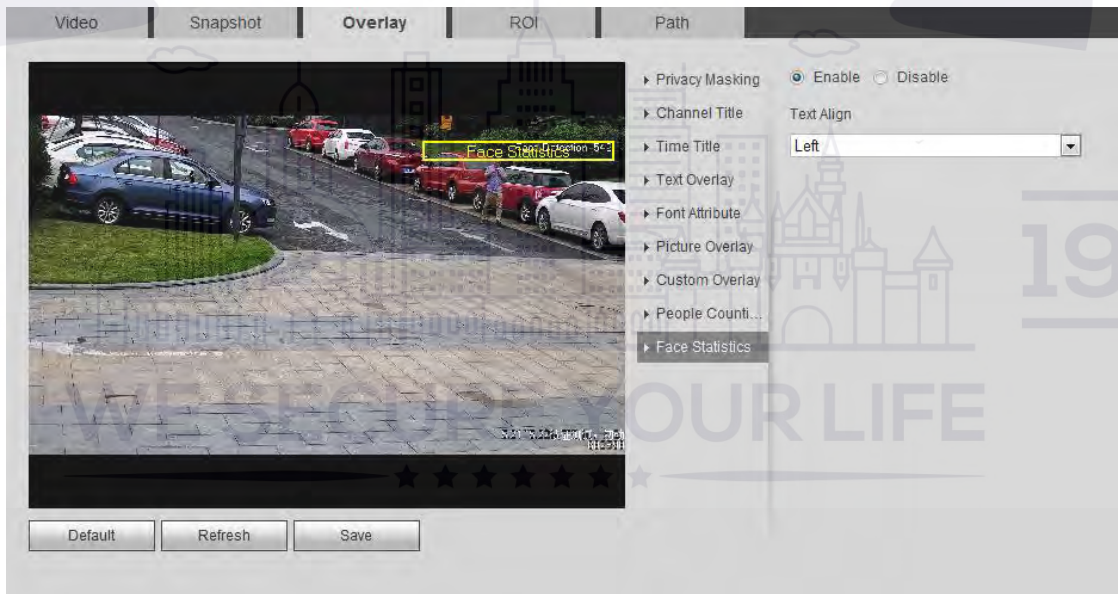 Video Snapshot Overlay ROI Path
Privacy Masking
Channel Title
Time Title
Text Overlay
Font Attribute
Picture Overlay
Custom Overlay
People Counti...
Face Statistics
Enable Disable
Text Align
Left
Face Statistics
19
WE SECURE YOUR LIFE
Default Refresh Save